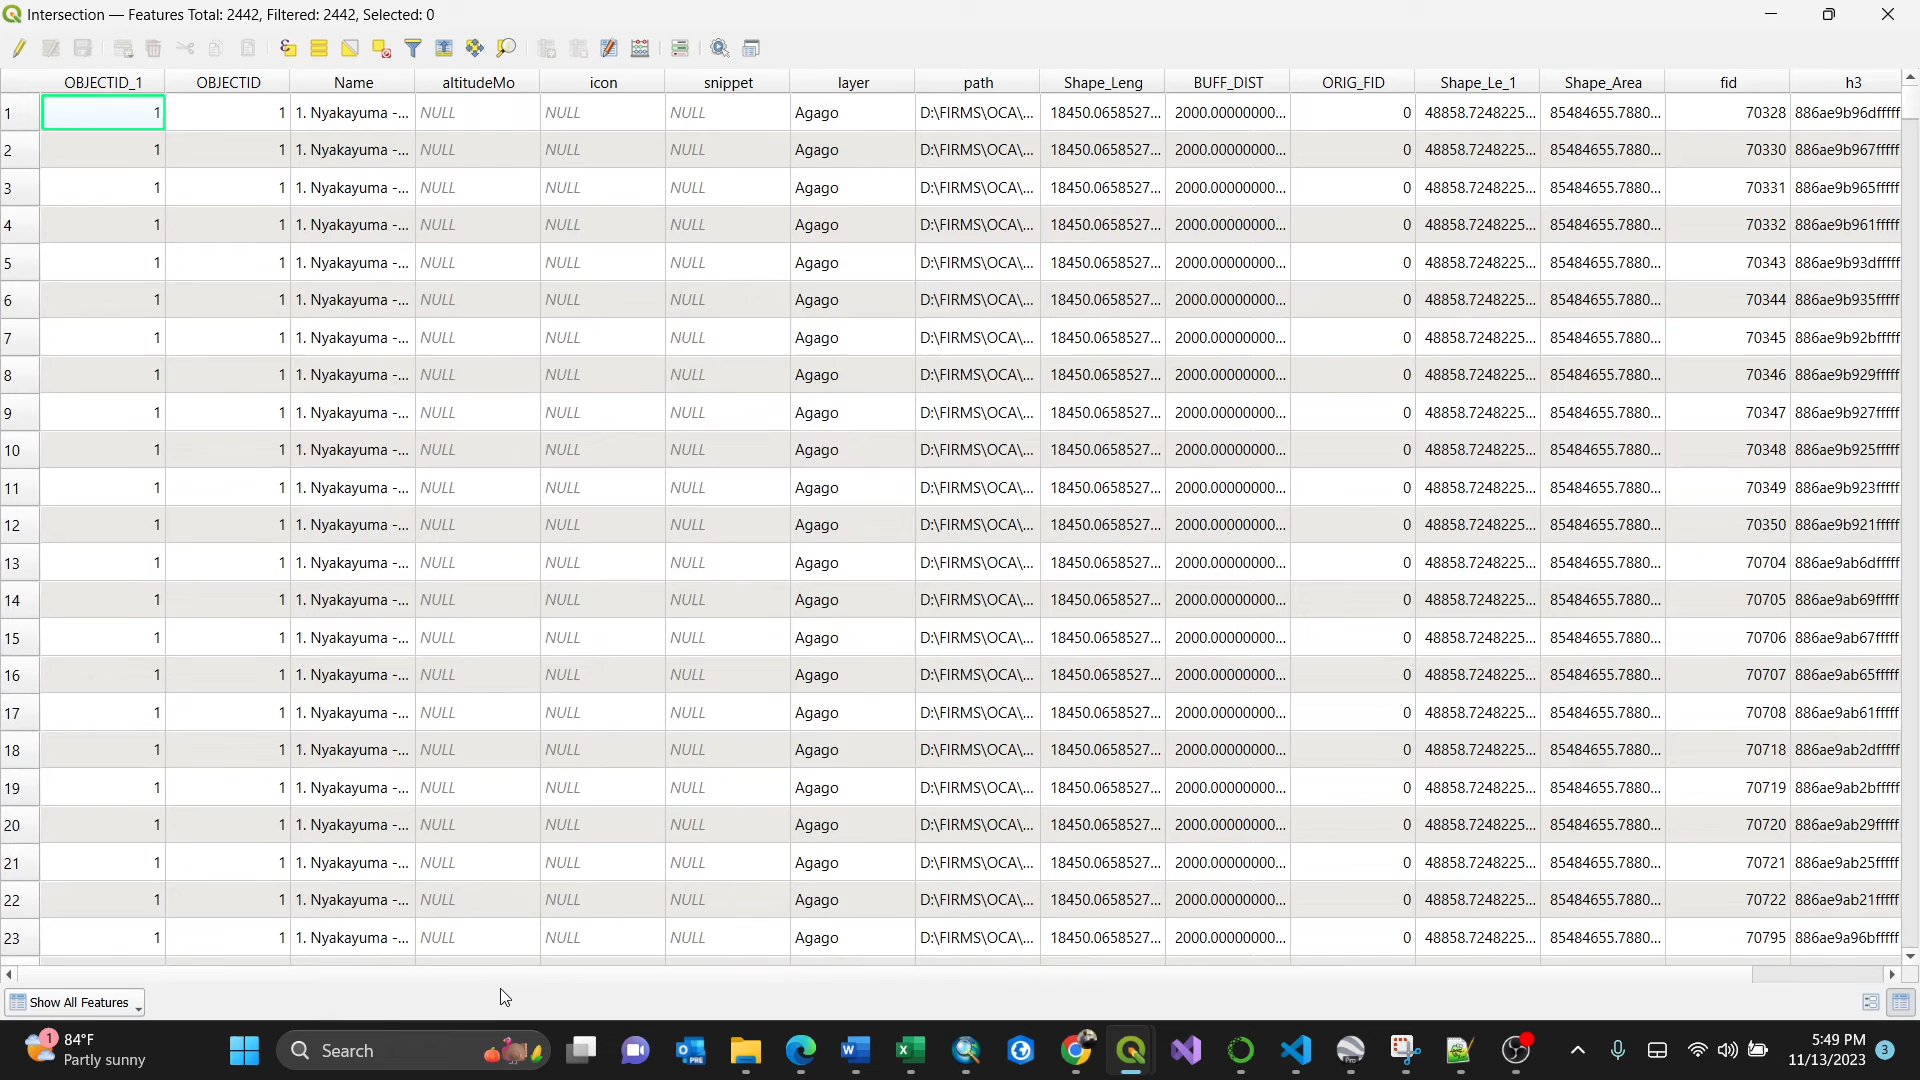 Intersection — Features Total: 2442, Filtered: 2442, Selected: 0
OBJECTID_1 OBJECTID Name altitudeMo icon snippet layer path Shape_Leng BUFF_DIST ORIG_FID Shape_Le_1 Shape_Area fid h3
1 1 1 1. Nyakayuma -... NULL NULL NULL Agago D:\FIRMS\OCA\... 18450.0658527... 2000.00000000... 0 48858.7248225... 85484655.7880... 70328 886ae9b96dfffff
2 1 1 1. Nyakayuma -... NULL NULL NULL Agago D:\FIRMS\OCA\... 18450.0658527... 2000.00000000... 0 48858.7248225... 85484655.7880... 70330 886ae9b967fffff
3 1 1 1. Nyakayuma -... NULL NULL NULL Agago D:\FIRMS\OCA\... 18450.0658527... 2000.00000000... 0 48858.7248225... 85484655.7880... 70331 886ae9b965fffff
4 1 1 1. Nyakayuma -... NULL NULL NULL Agago D:\FIRMS\OCA\... 18450.0658527... 2000.00000000... 0 48858.7248225... 85484655.7880... 70332 886ae9b961fffff
5 1 1 1. Nyakayuma -... NULL NULL NULL Agago D:\FIRMS\OCA\... 18450.0658527... 2000.00000000... 0 48858.7248225... 85484655.7880... 70343 886ae9b93dfffff
6 1 1 1. Nyakayuma -... NULL NULL NULL Agago D:\FIRMS\OCA\... 18450.0658527... 2000.00000000... 0 48858.7248225... 85484655.7880... 70344 886ae9b935fffff
7 1 1 1. Nyakayuma -... NULL NULL NULL Agago D:\FIRMS\OCA\... 18450.0658527... 2000.00000000... 0 48858.7248225... 85484655.7880... 70345 886ae9b92bfffff
8 1 1 1. Nyakayuma -... NULL NULL NULL Agago D:\FIRMS\OCA\... 18450.0658527... 2000.00000000... 0 48858.7248225... 85484655.7880... 70346 886ae9b929fffff
9 1 1 1. Nyakayuma -... NULL NULL NULL Agago D:\FIRMS\OCA\... 18450.0658527... 2000.00000000... 0 48858.7248225... 85484655.7880... 70347 886ae9b927fffff
10 1 1 1. Nyakayuma -... NULL NULL NULL Agago D:\FIRMS\OCA\... 18450.0658527... 2000.00000000... 0 48858.7248225... 85484655.7880... 70348 886ae9b925fffff
11 1 1 1. Nyakayuma -... NULL NULL NULL Agago D:\FIRMS\OCA\... 18450.0658527... 2000.00000000... 0 48858.7248225... 85484655.7880... 70349 886ae9b923fffff
12 1 1 1. Nyakayuma -... NULL NULL NULL Agago D:\FIRMS\OCA\... 18450.0658527... 2000.00000000... 0 48858.7248225... 85484655.7880... 70350 886ae9b921fffff
13 1 1 1. Nyakayuma -... NULL NULL NULL Agago D:\FIRMS\OCA\... 18450.0658527... 2000.00000000... 0 48858.7248225... 85484655.7880... 70704 886ae9ab6dfffff
14 1 1 1. Nyakayuma -... NULL NULL NULL Agago D:\FIRMS\OCA\... 18450.0658527... 2000.00000000... 0 48858.7248225... 85484655.7880... 70705 886ae9ab69fffff
15 1 1 1. Nyakayuma -... NULL NULL NULL Agago D:\FIRMS\OCA\... 18450.0658527... 2000.00000000... 0 48858.7248225... 85484655.7880... 70706 886ae9ab67fffff
16 1 1 1. Nyakayuma -... NULL NULL NULL Agago D:\FIRMS\OCA\... 18450.0658527... 2000.00000000... 0 48858.7248225... 85484655.7880... 70707 886ae9ab65fffff
17 1 1 1. Nyakayuma -... NULL NULL NULL Agago D:\FIRMS\OCA\... 18450.0658527... 2000.00000000... 0 48858.7248225... 85484655.7880... 70708 886ae9ab61fffff
18 1 1 1. Nyakayuma -... NULL NULL NULL Agago D:\FIRMS\OCA\... 18450.0658527... 2000.00000000... 0 48858.7248225... 85484655.7880... 70718 886ae9ab2dfffff
19 1 1 1. Nyakayuma -... NULL NULL NULL Agago D:\FIRMS\OCA\... 18450.0658527... 2000.00000000... 0 48858.7248225... 85484655.7880... 70719 886ae9ab2bfffff
20 1 1 1. Nyakayuma -... NULL NULL NULL Agago D:\FIRMS\OCA\... 18450.0658527... 2000.00000000... 0 48858.7248225... 85484655.7880... 70720 886ae9ab29fffff
21 1 1 1. Nyakayuma -... NULL NULL NULL Agago D:\FIRMS\OCA\... 18450.0658527... 2000.00000000... 0 48858.7248225... 85484655.7880... 70721 886ae9ab25fffff
22 1 1 1. Nyakayuma -... NULL NULL NULL Agago D:\FIRMS\OCA\... 18450.0658527... 2000.00000000... 0 48858.7248225... 85484655.7880... 70722 886ae9ab21fffff
23 1 1 1. Nyakayuma -... NULL NULL NULL Agago D:\FIRMS\OCA\... 18450.0658527... 2000.00000000... 0 48858.7248225... 85484655.7880... 70795 886ae9a96bfffff
Show All Features
1 84°F
Partly sunny
Search
PRE
Pro
5:49 PM
11/13/2023
3